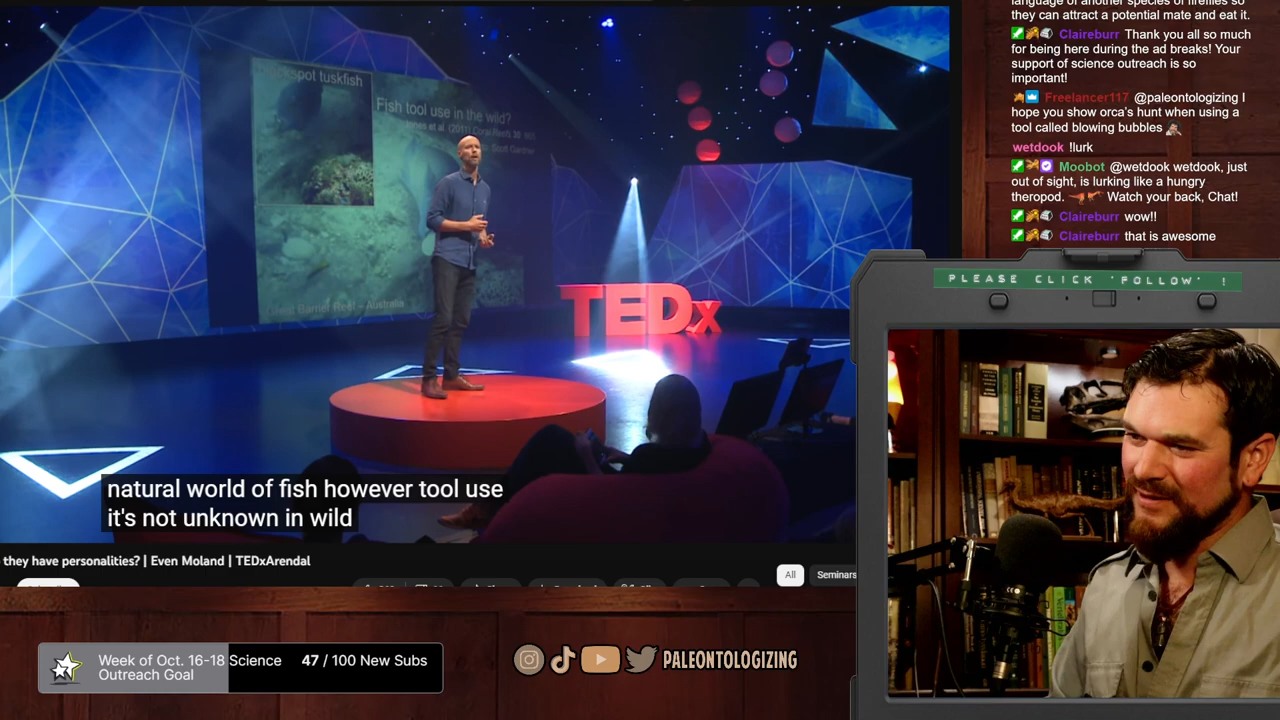 spot tuskfish
Fish tool use in the wild?
TEDx
natural world of fish however tool use
it's not unknown in wild
they have personalities? | Even Moland | TEDxArendal
All
Seminars
language of another species of fireflies so
they can attract a potential mate and eat it.
Claireburr Thank you all so much
for being here during the ad breaks! Your
support of science outreach is so
important!
Freelancer117 @paleontologizing I
hope you show orca's hunt when using a
tool called blowing bubbles
wetdook !lurk
Moobot @wetdook wetdook, just
out of sight, is lurking like a hungry
theropod. Watch your back, Chat!
Claireburr wow!!
Claireburr that is awesome
PLEASE CLICK 'FOLLOW' !
Week of Oct. 16-18 Science
Outreach Goal
47 / 100 New Subs
PALEONTOLOGIZING